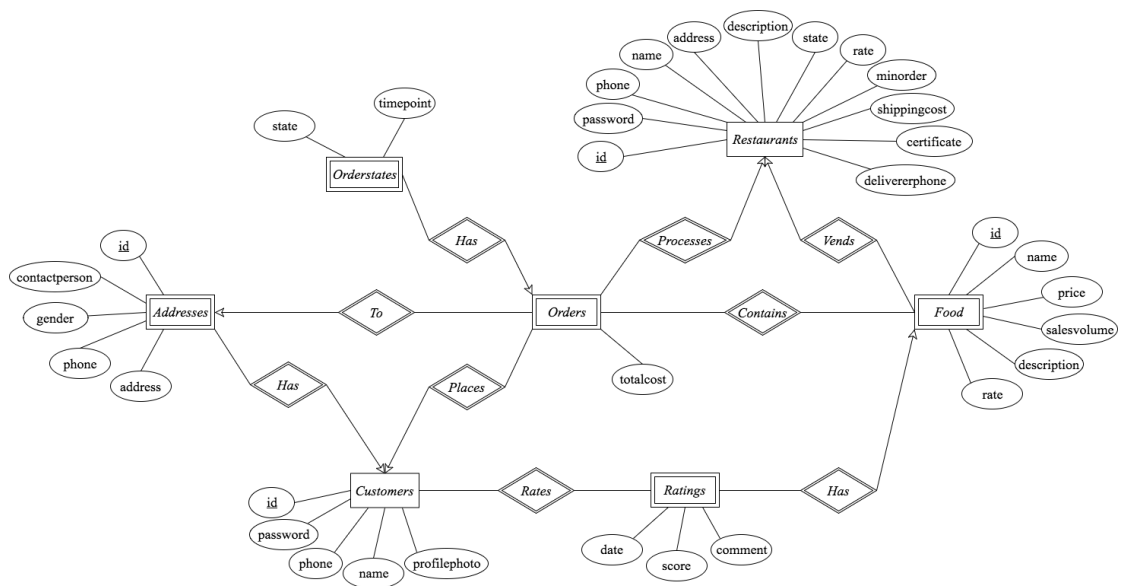 description
address
state
name
rate
phone
minorder
password
shippingcost
id
Restaurants
certificate
delivererphone
timepoint
state
Orderstates
Has
Processes
Vends
id
contactperson
gender
Addresses
phone
address
To
Orders
Contains
Food
id
name
price
salesvolume
description
rate
totalcost
Has
Places
Customers
id
password
phone
name
profilephoto
Rates
Ratings
Has
date
score
comment